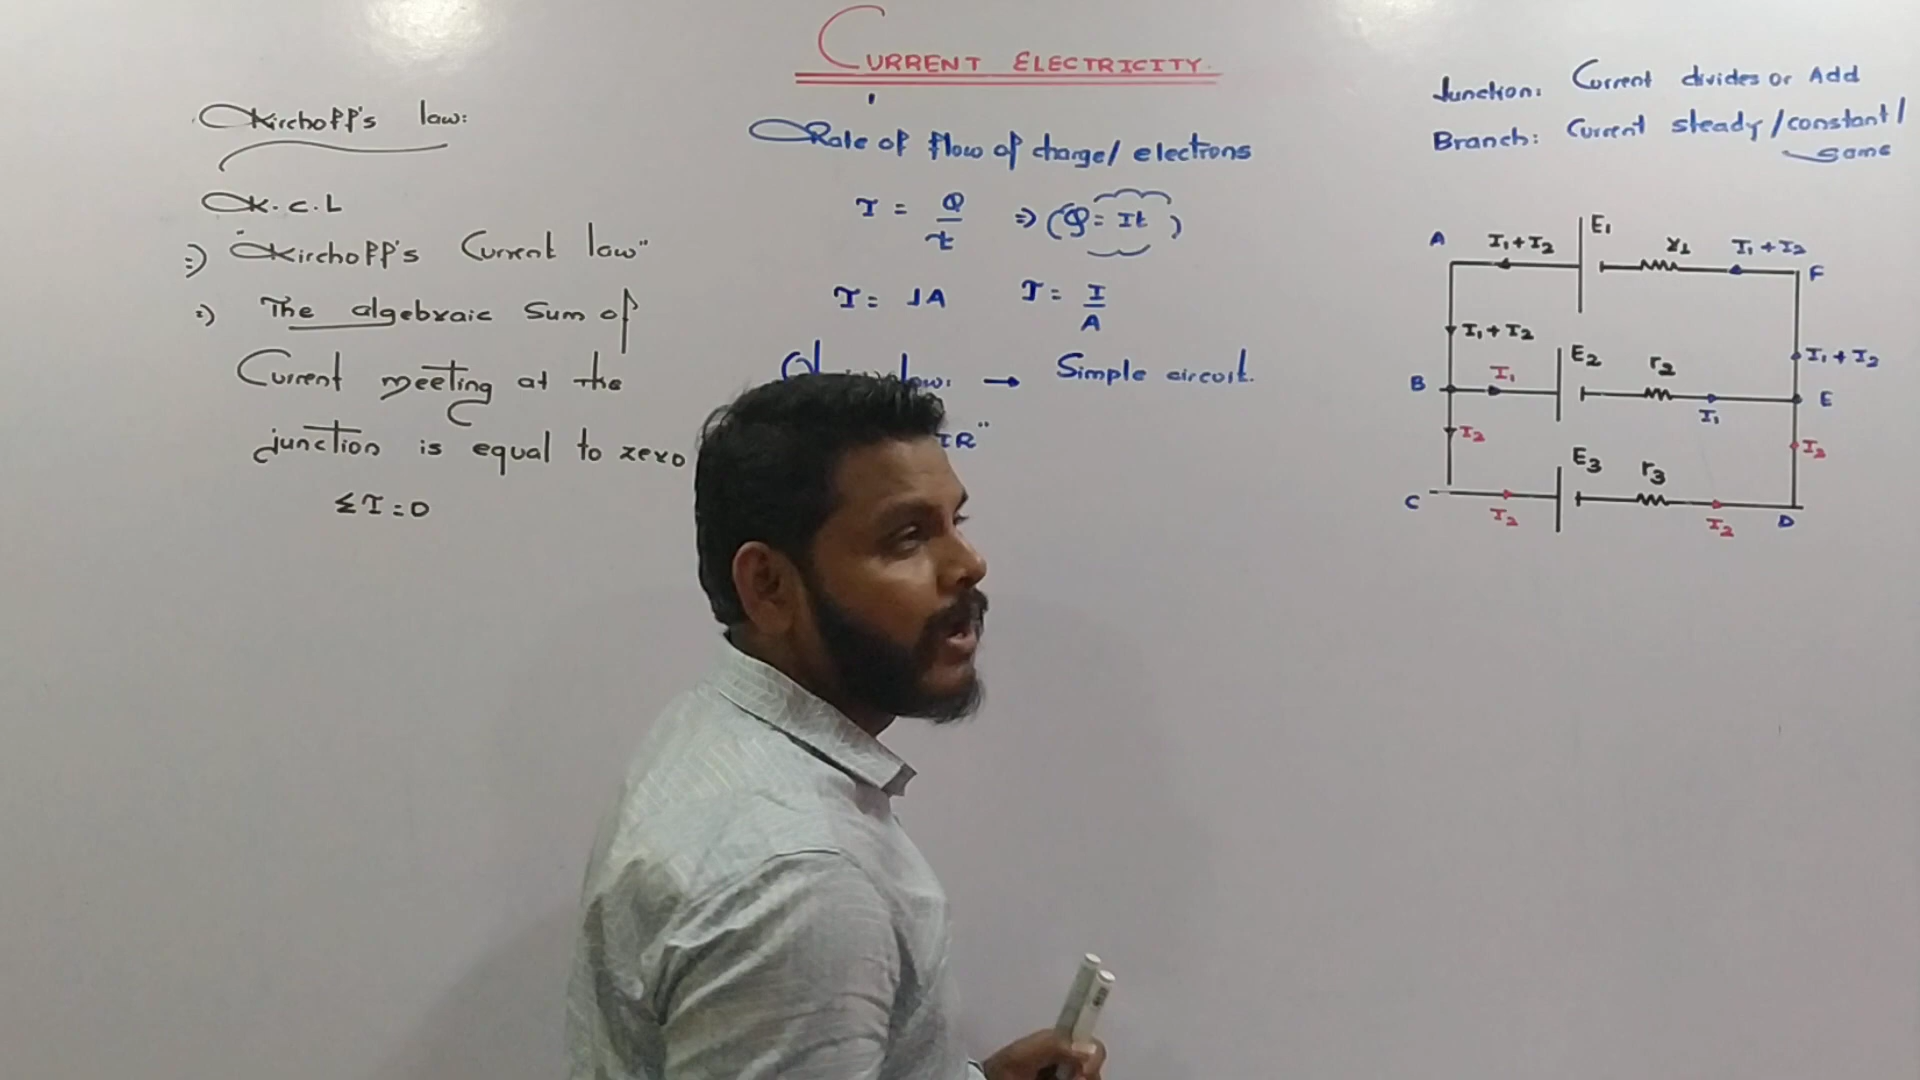 CURRENT ELECTRICITY.
Kirchoff's law:
K.C.L
=) "Kirchoff's Current law"
=) The algebraic Sum of
Current meeting at the
junction is equal to zero
ΣI=0
Rate of flow of charge/ electrons
I = Q/t => (Q= It)
I = JA J = I/A
law: → Simple circuit.
IR"
Junction: Current divides or Add
Branch: Current steady/constant/
same
A I₁+I₂ E₁ r₁ I₁+I₂ F
I₁+I₂ I₁+I₂
B I₁ E₂ r₂ I₁ E
I₂ I₂
C I₂ E₃ r₃ I₂ D